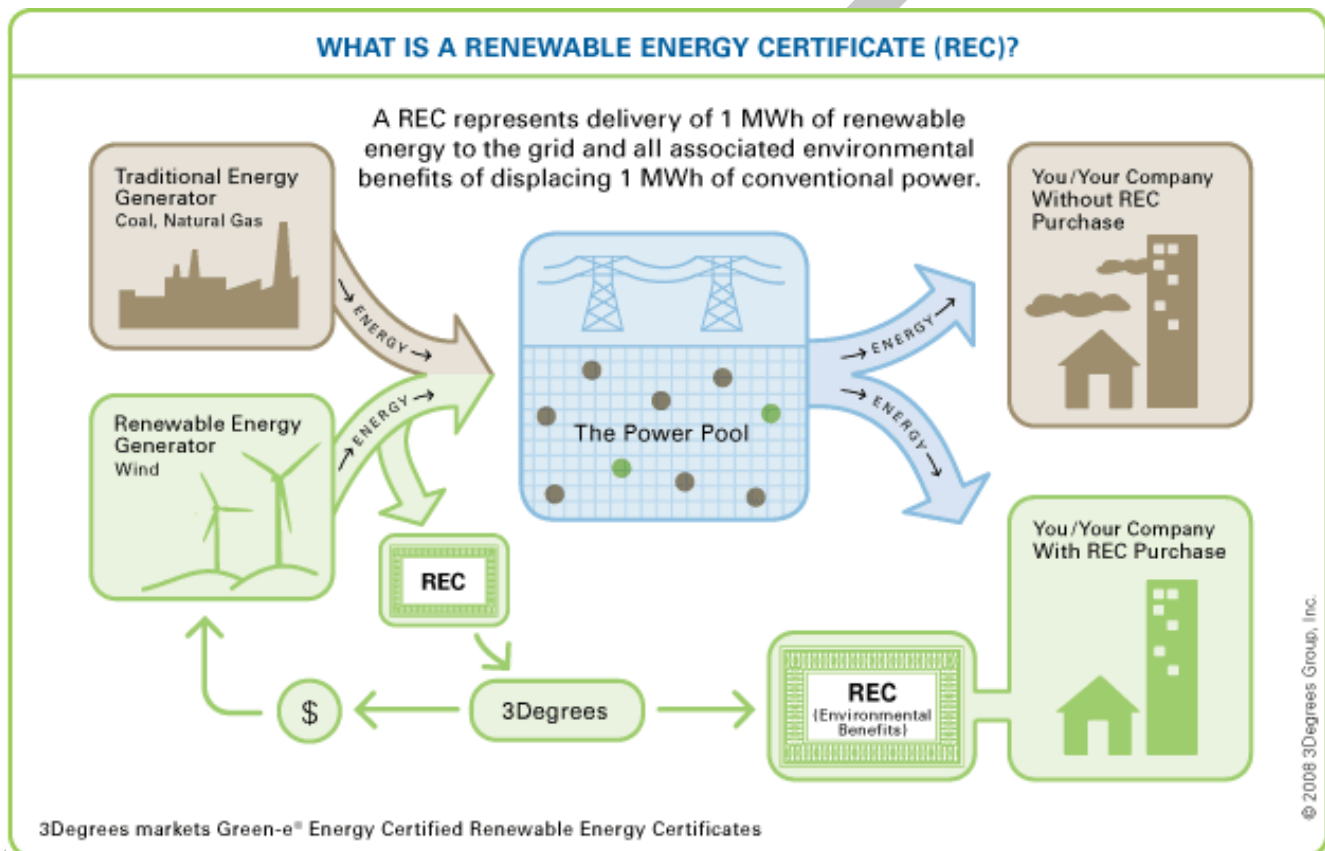 WHAT IS A RENEWABLE ENERGY CERTIFICATE (REC)?
A REC represents delivery of 1 MWh of renewable
energy to the grid and all associated environmental
benefits of displacing 1 MWh of conventional power.
Traditional Energy
Generator
Coal, Natural Gas
→ ENERGY →
Renewable Energy
Generator
Wind
→ ENERGY →
The Power Pool
→ ENERGY →
→ ENERGY →
You/Your Company
Without REC
Purchase
You/Your Company
With REC Purchase
REC
$
3Degrees
REC
(Environmental
Benefits)
3Degrees markets Green-e® Energy Certified Renewable Energy Certificates
© 2008 3Degrees Group, Inc.